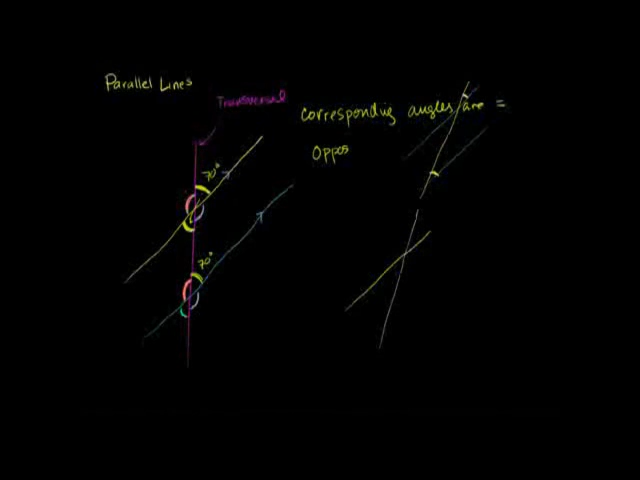 Parallel Lines
Transversal
Corresponding angles are =
Oppos
70°
70°